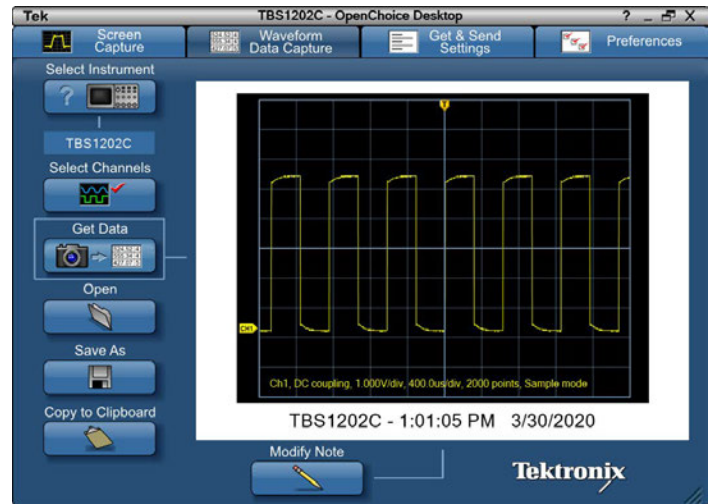 Tek
TBS1202C - OpenChoice Desktop
? _ X
Screen
Capture
Waveform
Data Capture
Get & Send
Settings
Preferences
Select Instrument
?
TBS1202C
Select Channels
Get Data
Open
Save As
Copy to Clipboard
T
CH1
Ch1, DC coupling, 1.000V/div, 400.0us/div, 2000 points, Sample mode
TBS1202C - 1:01:05 PM 3/30/2020
Modify Note
Tektronix